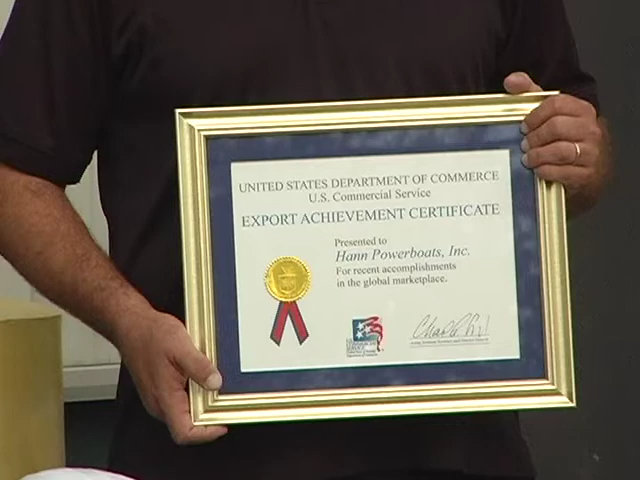 UNITED STATES DEPARTMENT OF COMMERCE
U.S. Commercial Service
EXPORT ACHIEVEMENT CERTIFICATE
Presented to
Hann Powerboats, Inc.
For recent accomplishments
in the global marketplace.